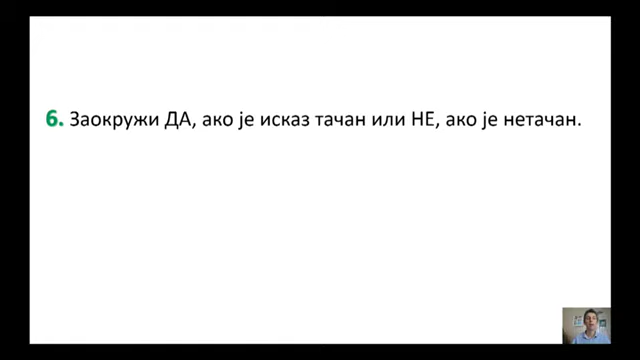 6. Заокружи ДА, ако је исказ тачан или НЕ, ако је нетачан.